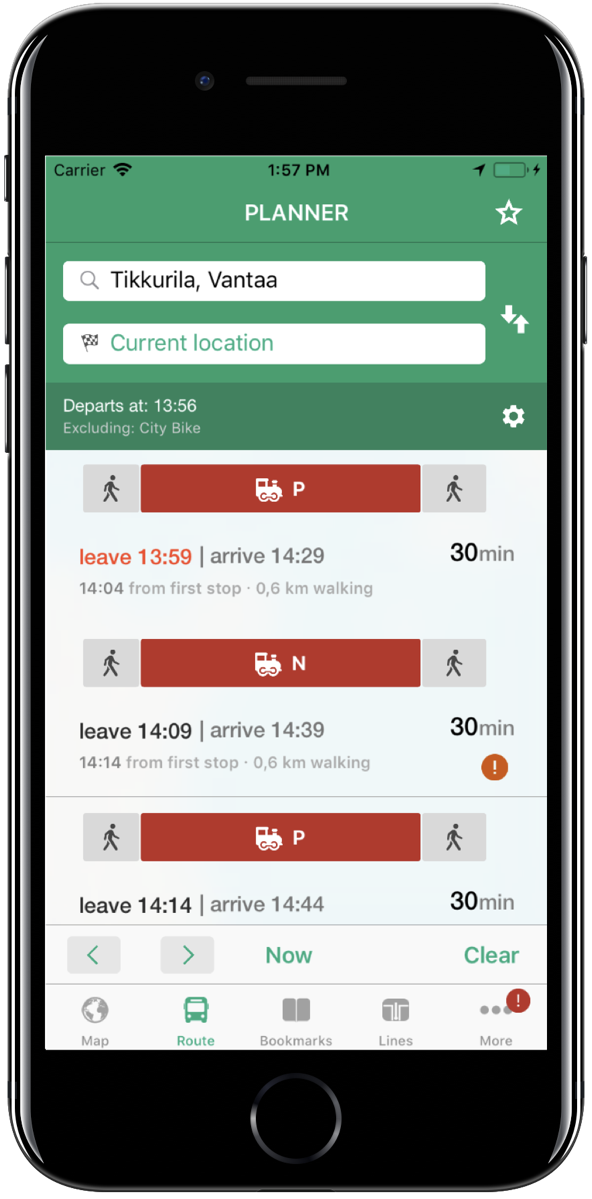 Carrier 1:57 PM
PLANNER
Tikkurila, Vantaa
Current location
Departs at: 13:56
Excluding: City Bike
P
leave 13:59 | arrive 14:29 30min
14:04 from first stop · 0,6 km walking
N
leave 14:09 | arrive 14:39 30min
14:14 from first stop · 0,6 km walking
!
P
leave 14:14 | arrive 14:44 30min
< > Now Clear
!
Map Route Bookmarks Lines More